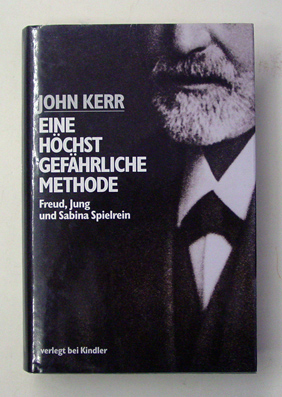 JOHN KERR
EINE
HÖCHST
GEFÄHRLICHE
METHODE
Freud, Jung
und Sabina Spielrein
verlegt bei Kindler